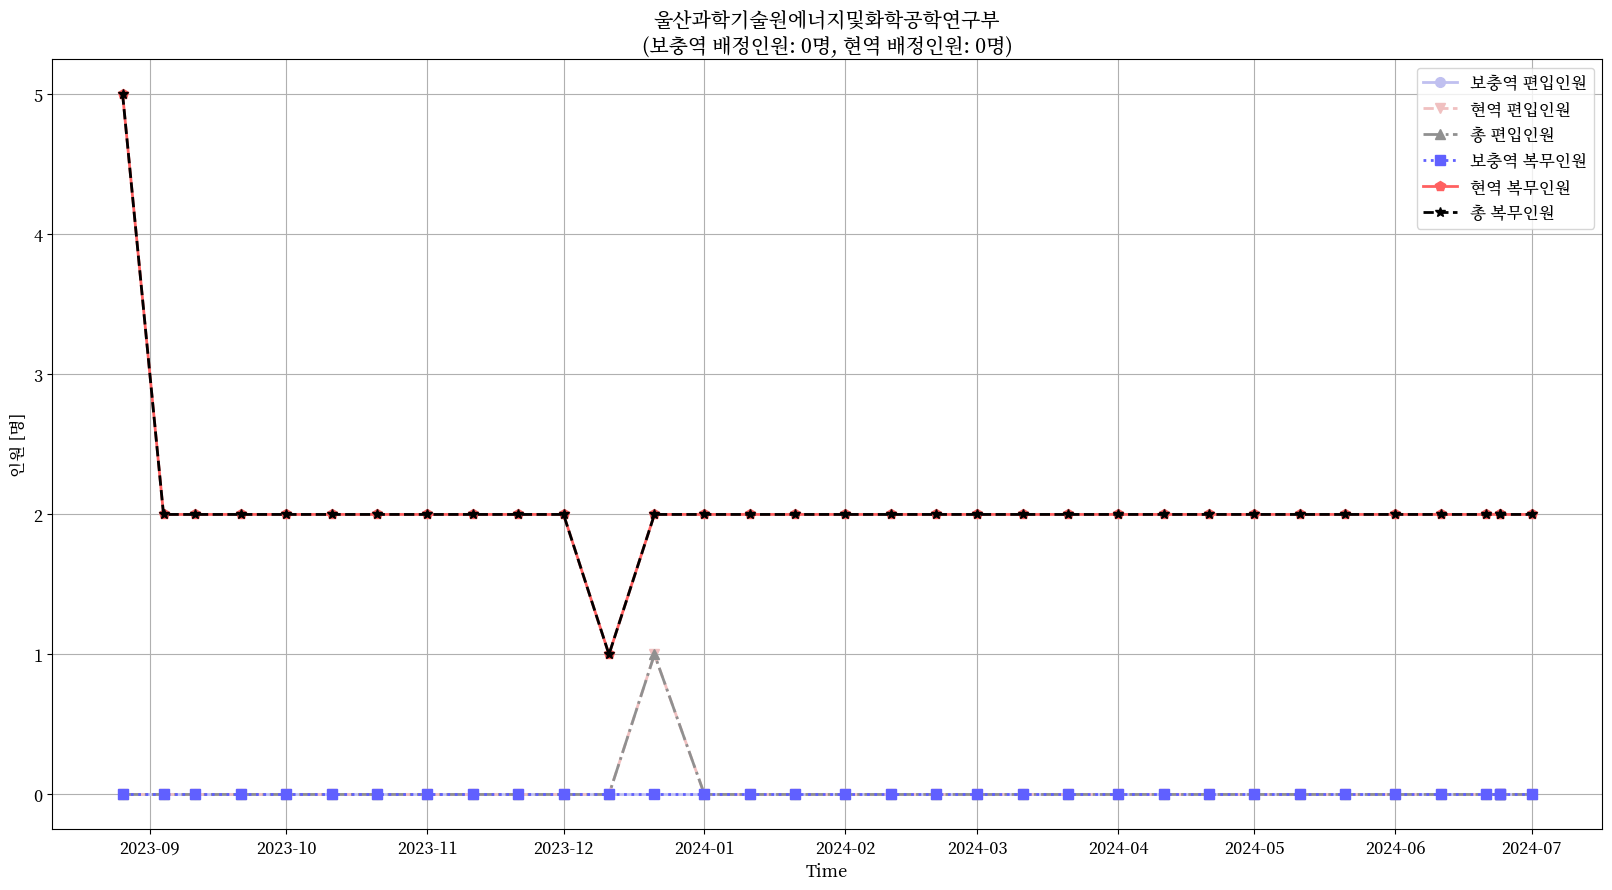 울산과학기술원에너지및화학공학연구부
(보충역 배정인원: 0명, 현역 배정인원: 0명)
보충역 편입인원
현역 편입인원
총 편입인원
보충역 복무인원
현역 복무인원
총 복무인원
인원 [명]
5
4
3
2
1
0
2023-09 2023-10 2023-11 2023-12 2024-01 2024-02 2024-03 2024-04 2024-05 2024-06 2024-07
Time